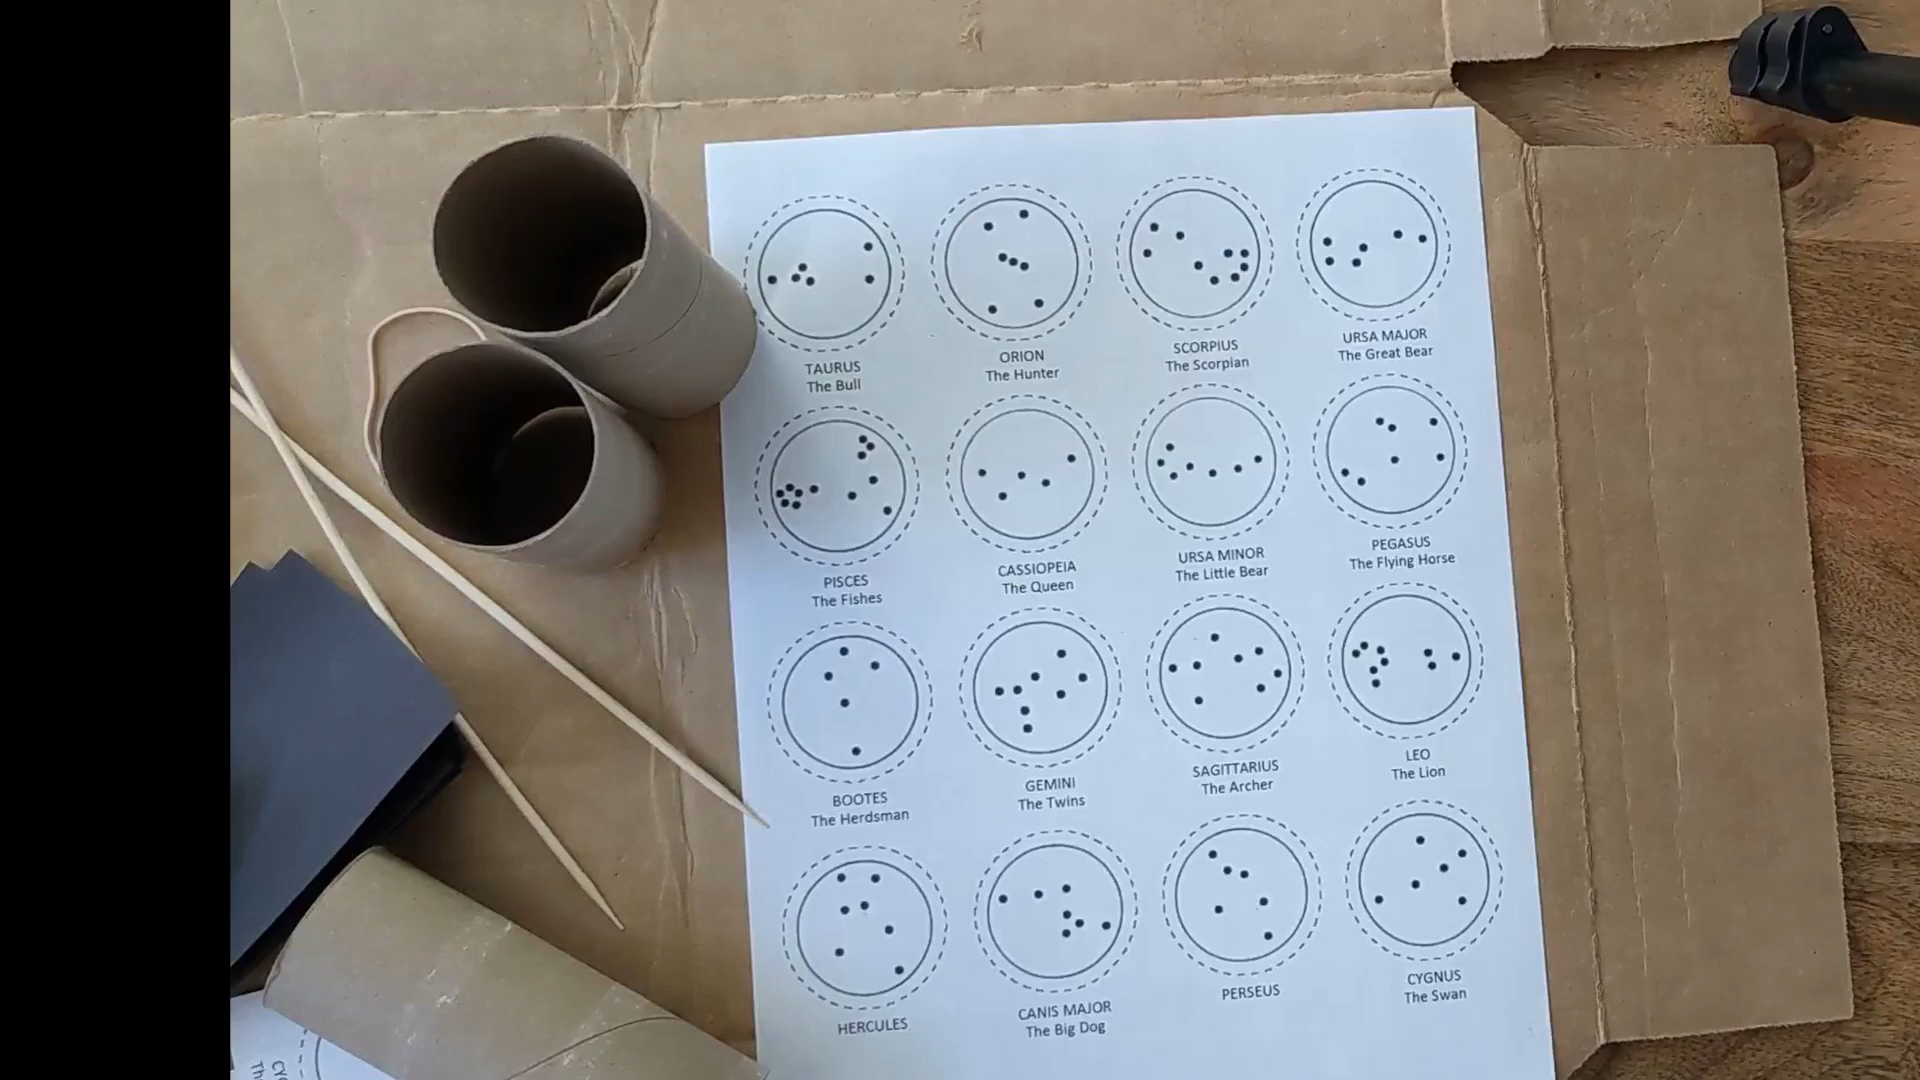 TAURUS
The Bull
ORION
The Hunter
SCORPIUS
The Scorpian
URSA MAJOR
The Great Bear
PISCES
The Fishes
CASSIOPEIA
The Queen
URSA MINOR
The Little Bear
PEGASUS
The Flying Horse
BOOTES
The Herdsman
GEMINI
The Twins
SAGITTARIUS
The Archer
LEO
The Lion
HERCULES
CANIS MAJOR
The Big Dog
PERSEUS
CYGNUS
The Swan